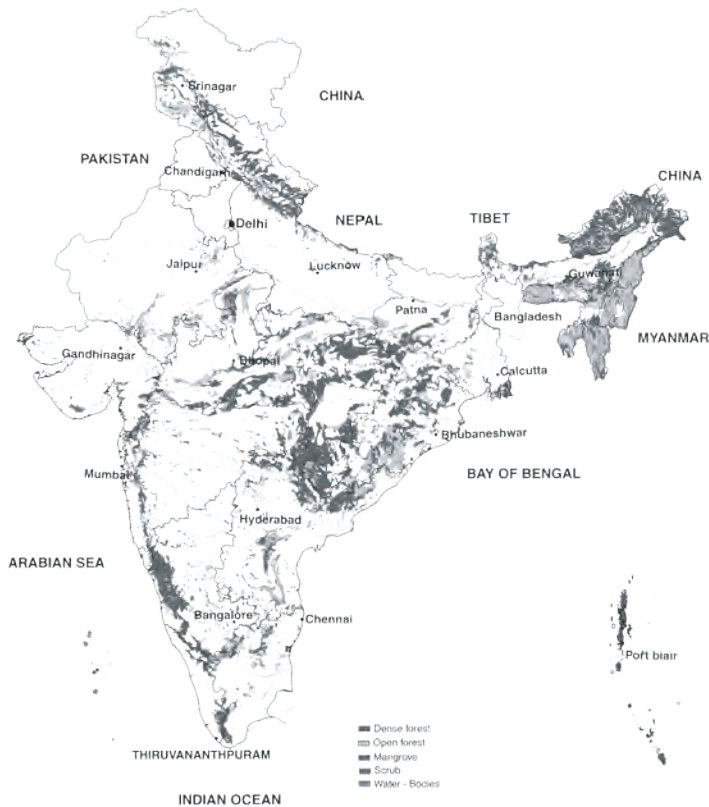 Srinagar
CHINA
PAKISTAN
Chandigarh
CHINA
Delhi
NEPAL
TIBET
Jaipur
Lucknow
Guwahati
Patna
Bangladesh
MYANMAR
Gandhinagar
Bhopal
Calcutta
Bhubaneshwar
Mumbai
BAY OF BENGAL
Hyderabad
ARABIAN SEA
Bangalore
Chennai
Port biair
Dense forest
Open forest
Mangrove
Scrub
Water - Bodies
THIRUVANANTHPURAM
INDIAN OCEAN